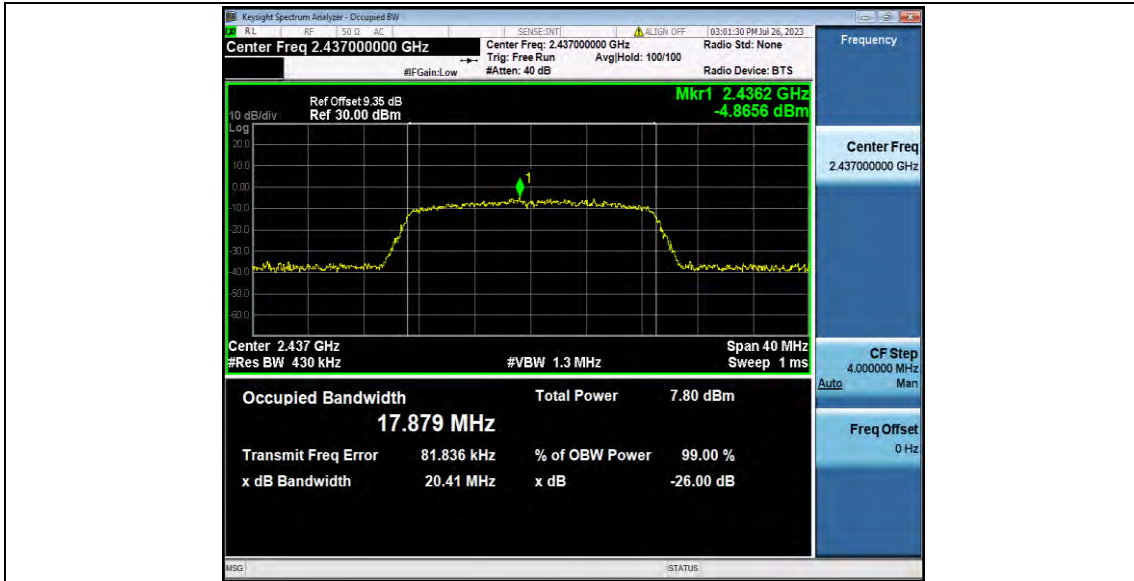 Keysight Spectrum Analyzer - Occupied BW
RL RF 50 Ω AC SENSE:INT ALIGN OFF 03:01:30 PM Jul 26, 2023
Center Freq 2.437000000 GHz
Center Freq: 2.437000000 GHz
Radio Std: None
Trig: Free Run Avg|Hold: 100/100
#IFGain:Low #Atten: 40 dB Radio Device: BTS
Frequency
Mkr1 2.4362 GHz
-4.8656 dBm
Ref Offset 9.35 dB
10 dB/div Ref 30.00 dBm
Log
20.0
10.0
0.00
-10.0
-20.0
-30.0
-40.0
-50.0
-60.0
1
Center 2.437 GHz Span 40 MHz
#Res BW 430 kHz #VBW 1.3 MHz Sweep 1 ms
Center Freq
2.437000000 GHz
CF Step
4.000000 MHz
Auto Man
Freq Offset
0 Hz
Occupied Bandwidth Total Power 7.80 dBm
17.879 MHz
Transmit Freq Error 81.836 kHz % of OBW Power 99.00 %
x dB Bandwidth 20.41 MHz x dB -26.00 dB
MSG STATUS